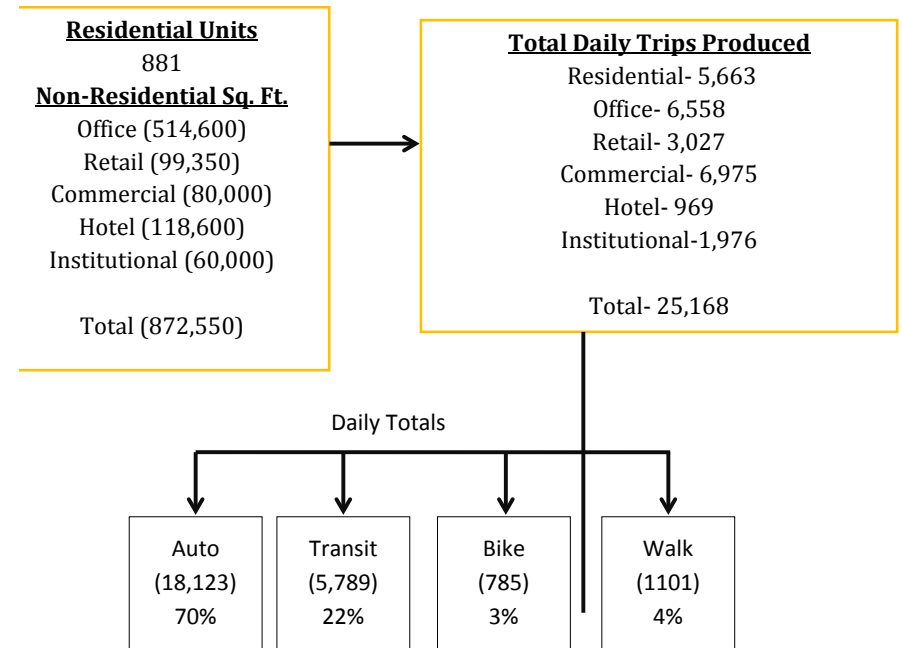 Residential Units
881
Non-Residential Sq. Ft.
Office (514,600)
Retail (99,350)
Commercial (80,000)
Hotel (118,600)
Institutional (60,000)
Total (872,550)
Total Daily Trips Produced
Residential- 5,663
Office- 6,558
Retail- 3,027
Commercial- 6,975
Hotel- 969
Institutional-1,976
Total- 25,168
Daily Totals
Auto
(18,123)
70%
Transit
(5,789)
22%
Bike
(785)
3%
Walk
(1101)
4%